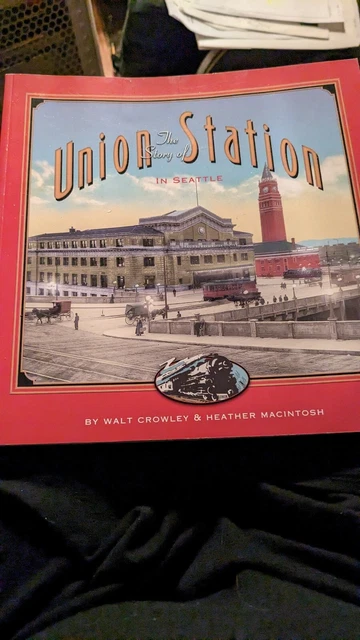 The Story of
Union Station
IN SEATTLE
BY WALT CROWLEY & HEATHER MACINTOSH